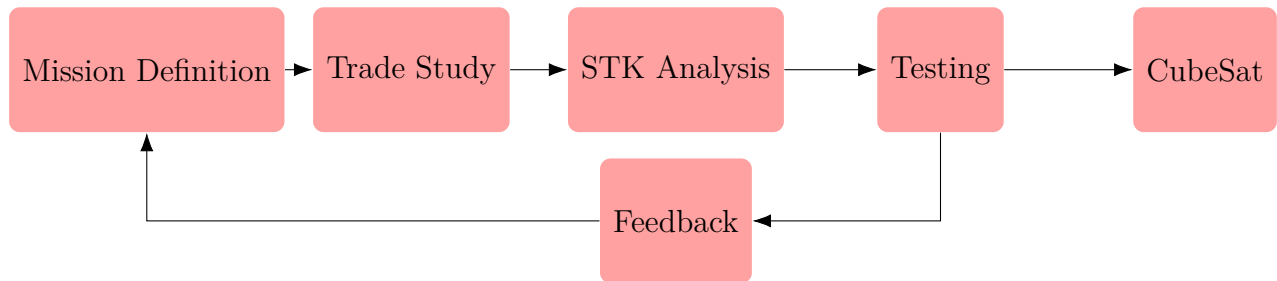 Mission Definition
Trade Study
STK Analysis
Testing
CubeSat
Feedback